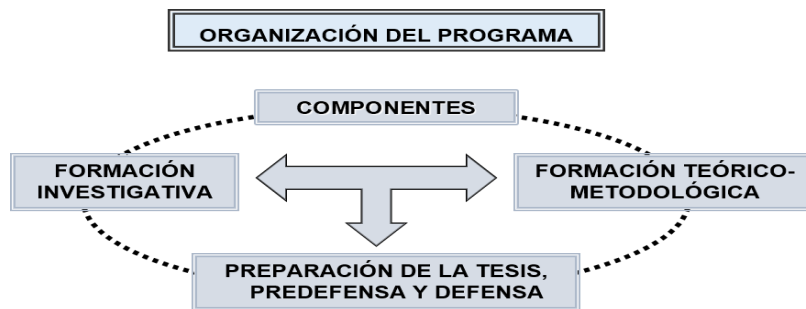 ORGANIZACIÓN DEL PROGRAMA
COMPONENTES
FORMACIÓN
INVESTIGATIVA
FORMACIÓN TEÓRICO-
METODOLÓGICA
PREPARACIÓN DE LA TESIS,
PREDEFENSA Y DEFENSA